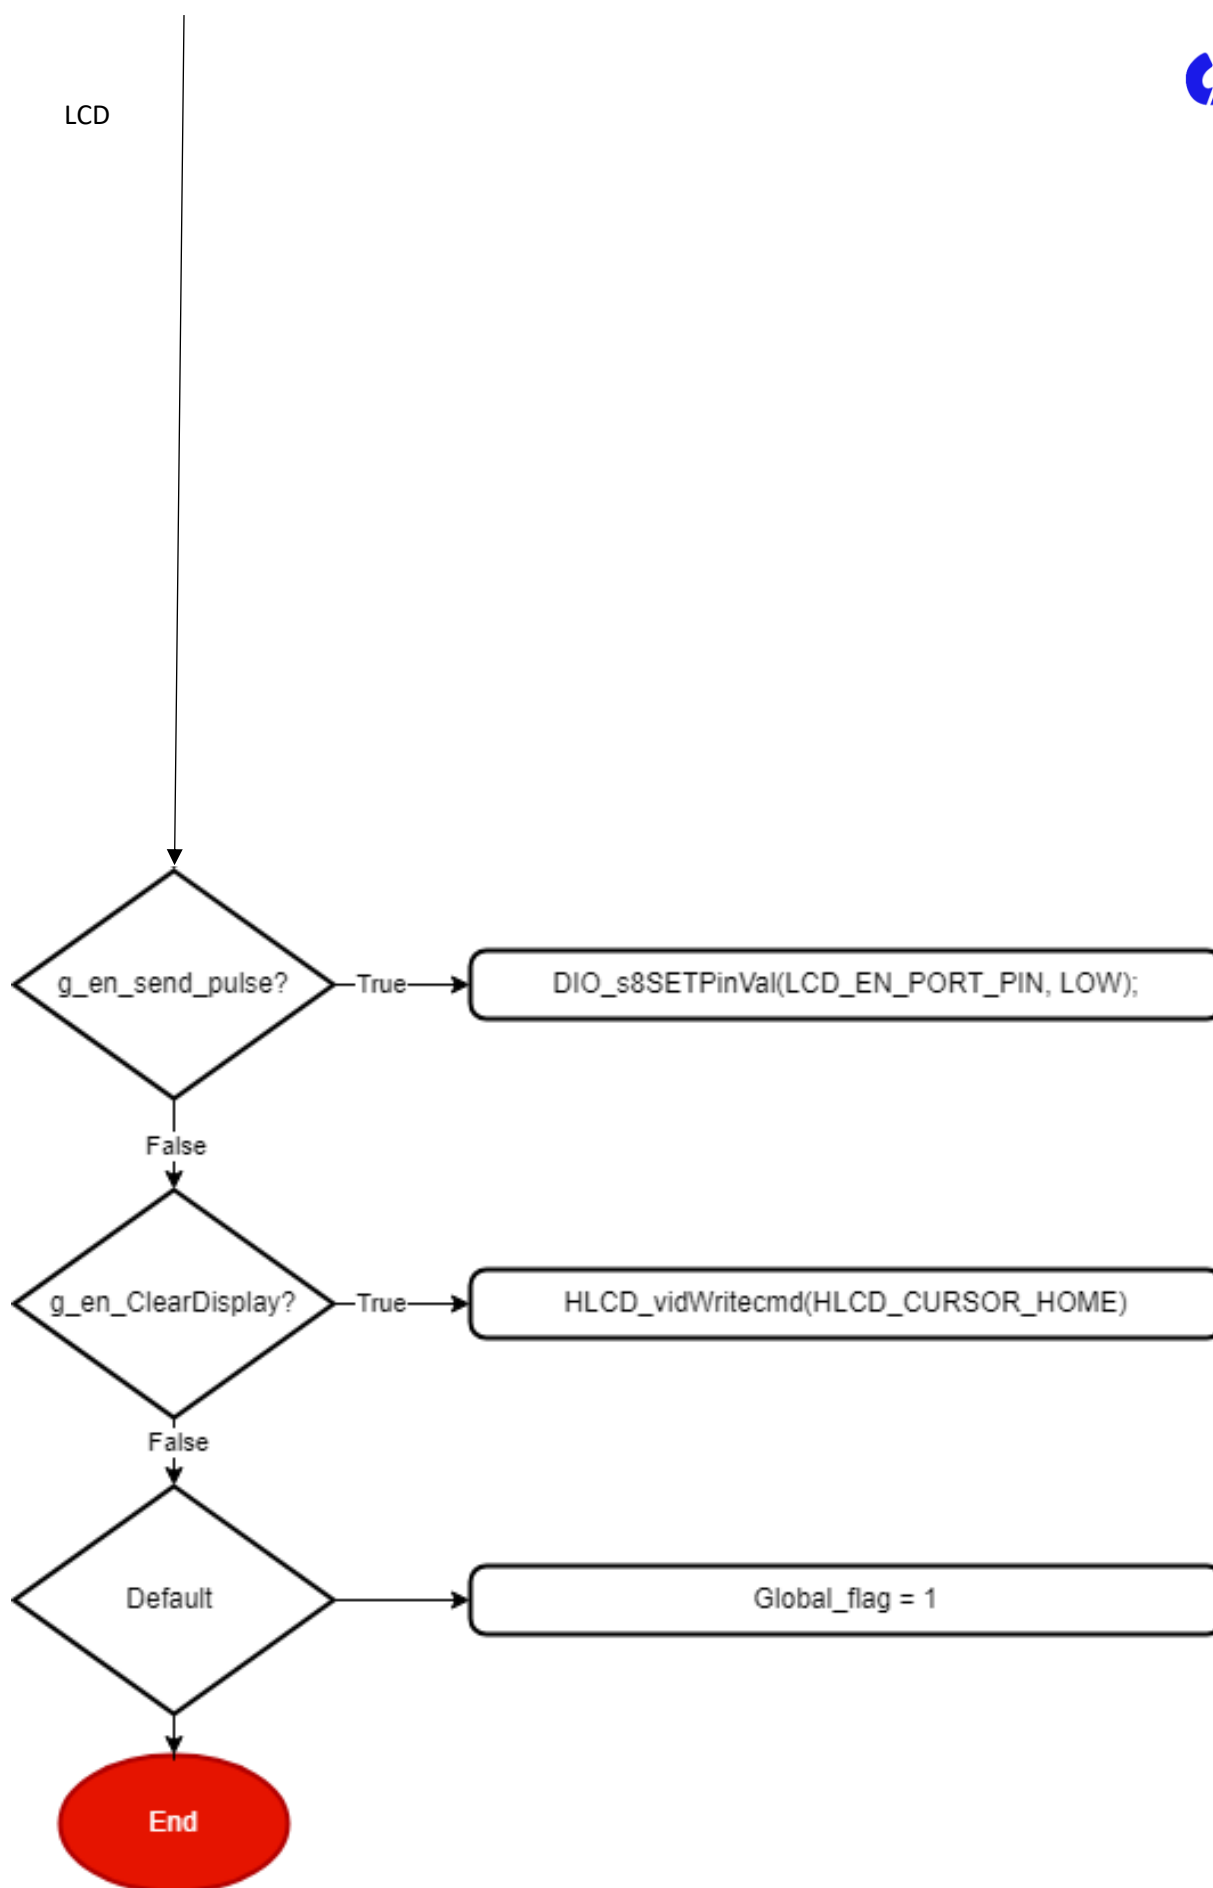 LCD
g_en_send_pulse?
True
DIO_s8SETPinVal(LCD_EN_PORT_PIN, LOW);
False
g_en_ClearDisplay?
True
HLCD_vidWritecmd(HLCD_CURSOR_HOME)
False
Default
Global_flag = 1
End